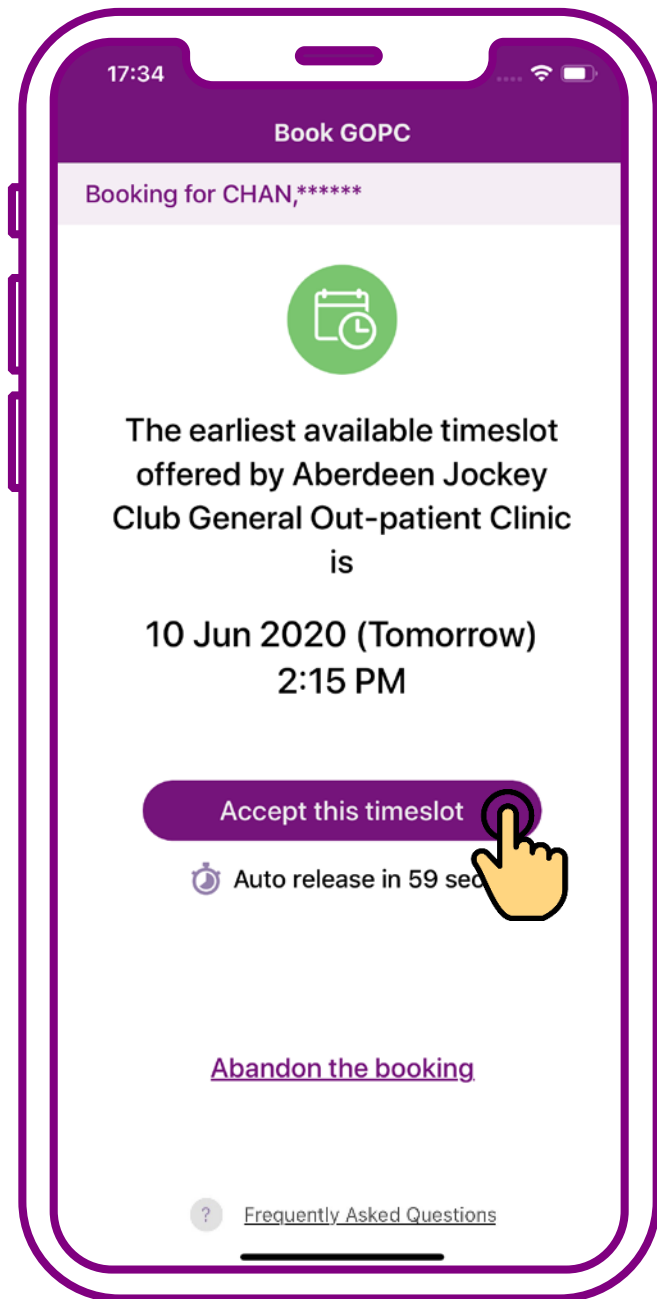 17:34
Book GOPC
Booking for CHAN,******
The earliest available timeslot
offered by Aberdeen Jockey
Club General Out-patient Clinic
is
10 Jun 2020 (Tomorrow)
2:15 PM
Accept this timeslot
Auto release in 59
Abandon the booking
? Frequently Asked Questions